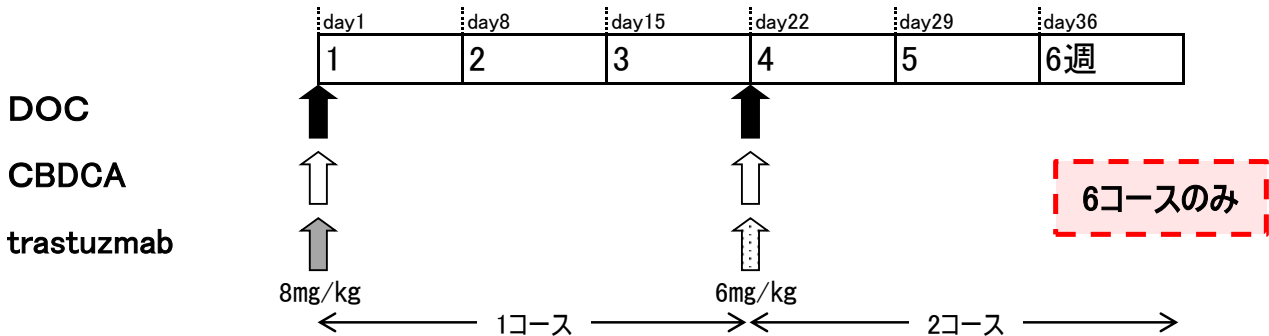 day1 day8 day15 day22 day29 day36
1 2 3 4 5 6週
DOC
CBDCA
6コースのみ
trastuzmab
8mg/kg 6mg/kg
1コース 2コース